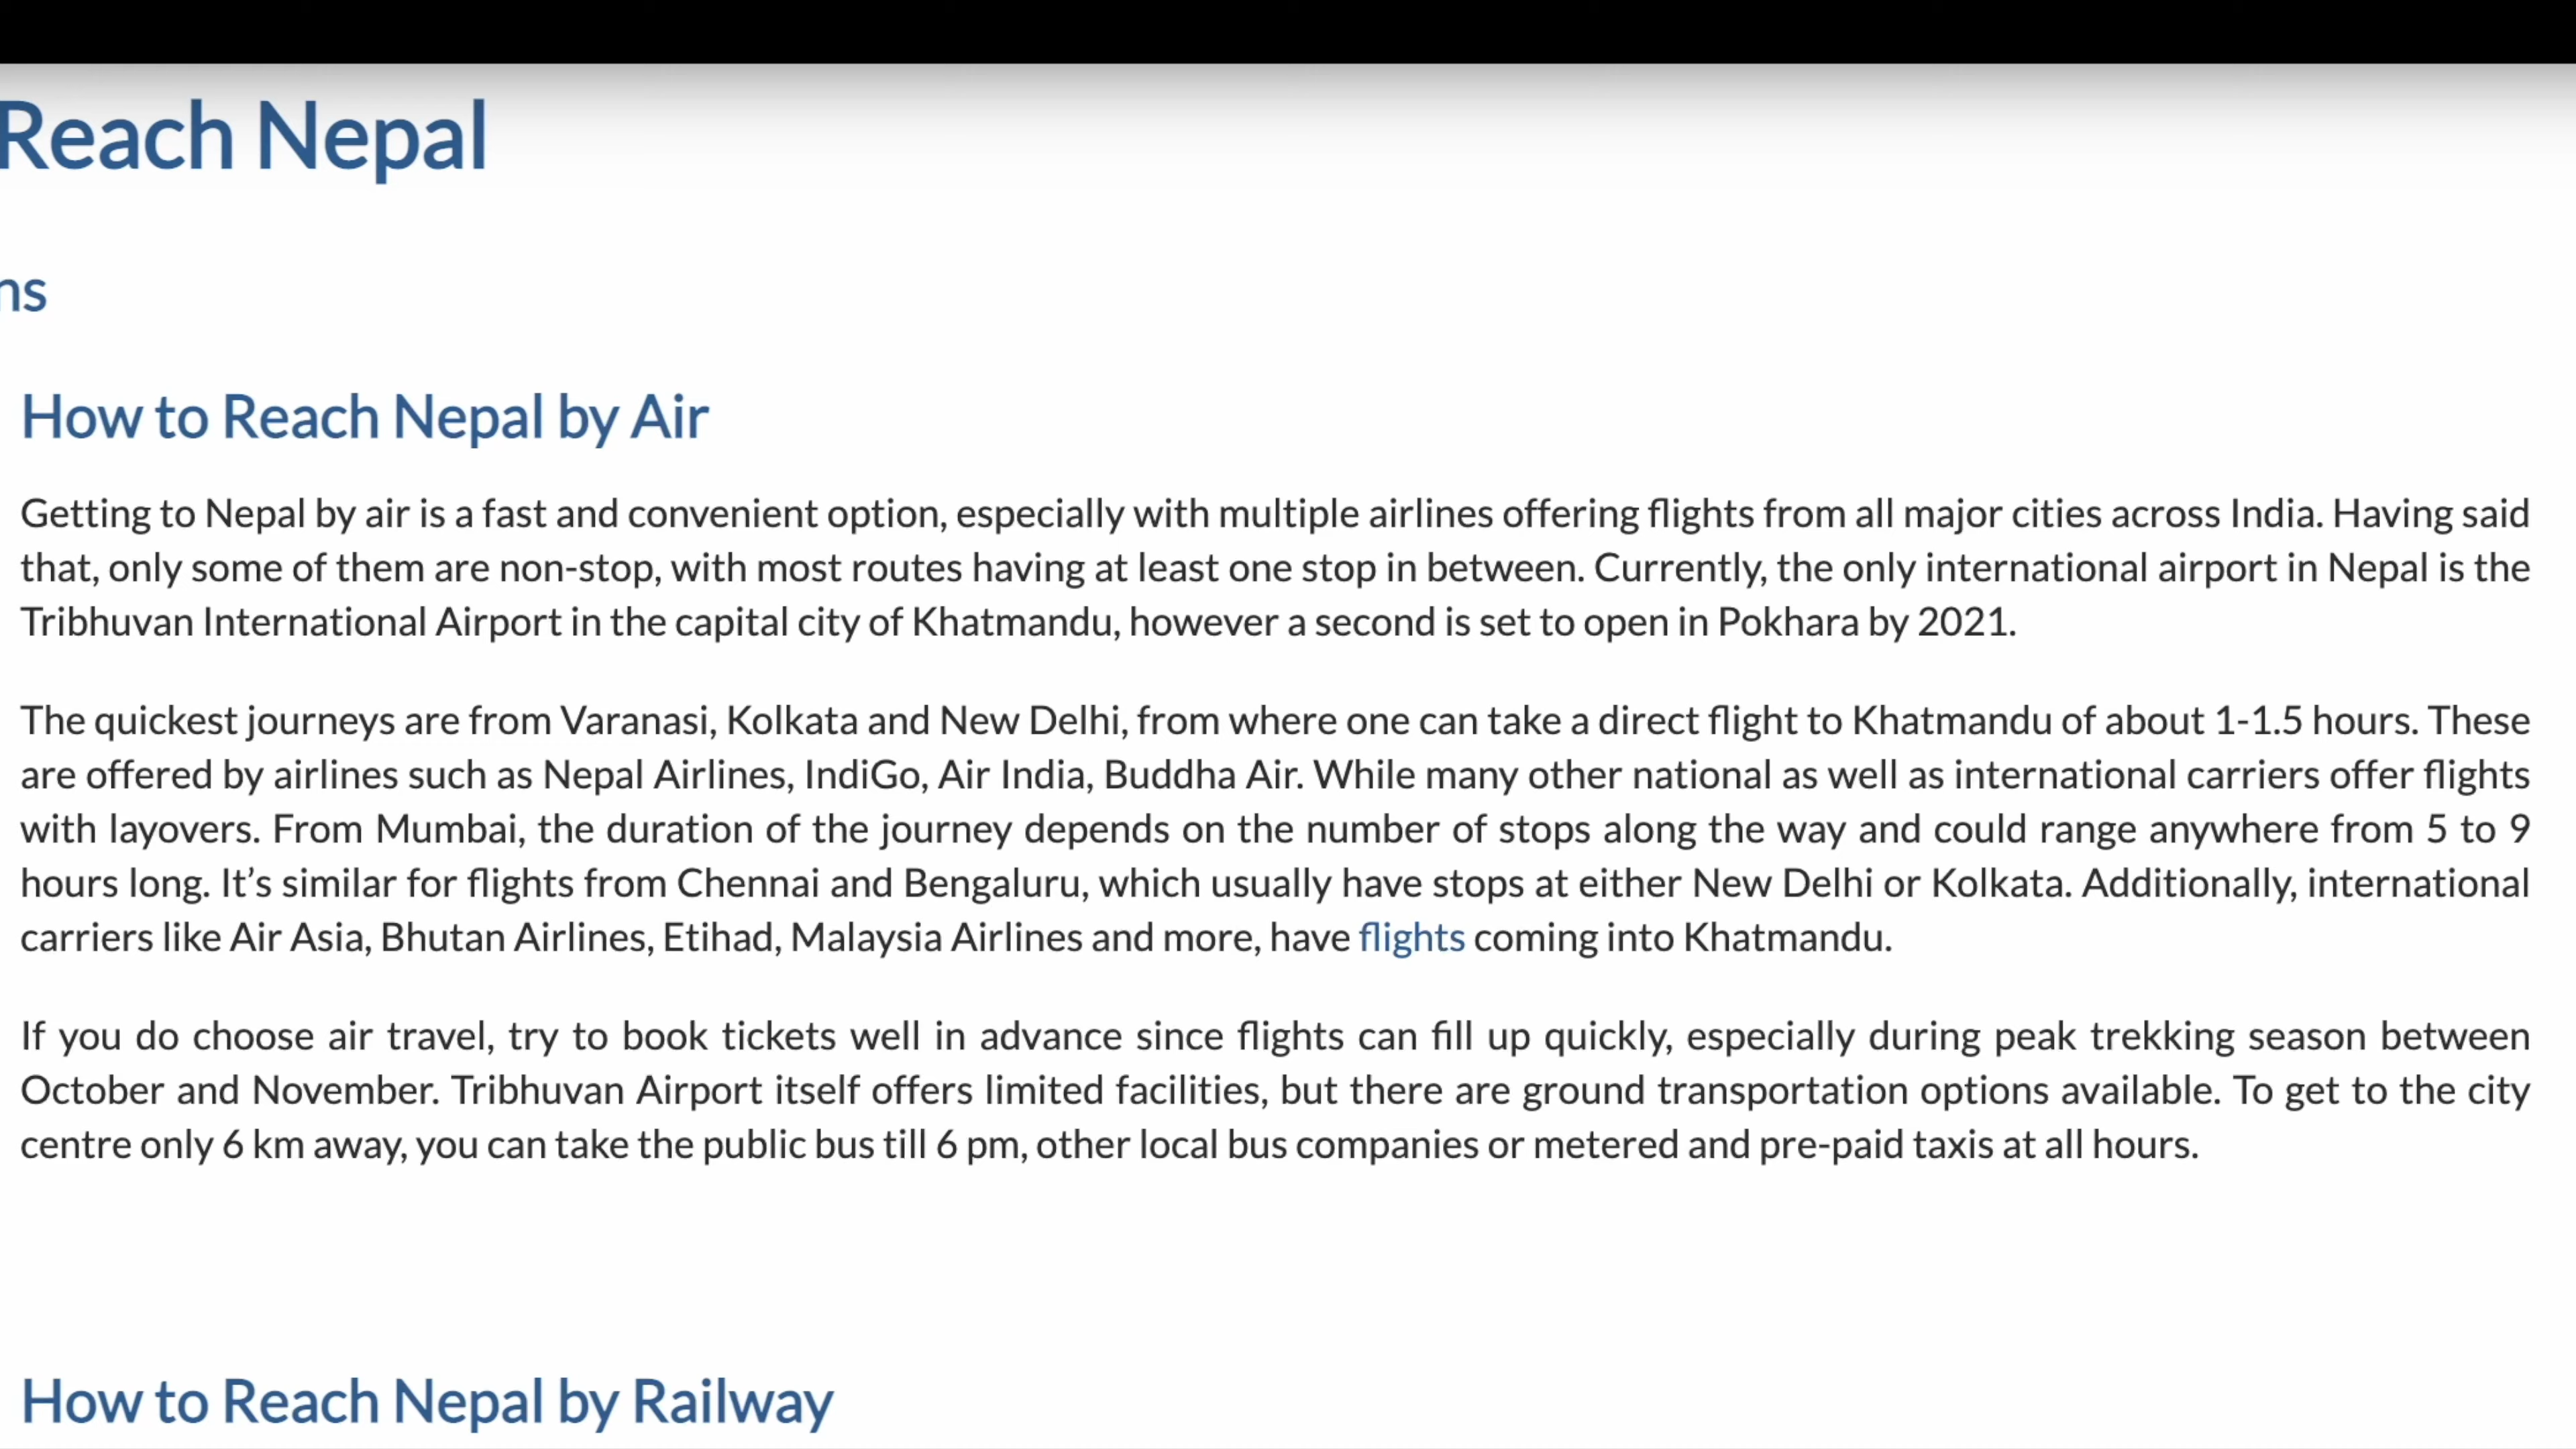 Reach Nepal
ns
How to Reach Nepal by Air
Getting to Nepal by air is a fast and convenient option, especially with multiple airlines offering flights from all major cities across India. Having said
that, only some of them are non-stop, with most routes having at least one stop in between. Currently, the only international airport in Nepal is the
Tribhuvan International Airport in the capital city of Khatmandu, however a second is set to open in Pokhara by 2021.
The quickest journeys are from Varanasi, Kolkata and New Delhi, from where one can take a direct flight to Khatmandu of about 1-1.5 hours. These
are offered by airlines such as Nepal Airlines, IndiGo, Air India, Buddha Air. While many other national as well as international carriers offer flights
with layovers. From Mumbai, the duration of the journey depends on the number of stops along the way and could range anywhere from 5 to 9
hours long. It’s similar for flights from Chennai and Bengaluru, which usually have stops at either New Delhi or Kolkata. Additionally, international
carriers like Air Asia, Bhutan Airlines, Etihad, Malaysia Airlines and more, have flights coming into Khatmandu.
If you do choose air travel, try to book tickets well in advance since flights can fill up quickly, especially during peak trekking season between
October and November. Tribhuvan Airport itself offers limited facilities, but there are ground transportation options available. To get to the city
centre only 6 km away, you can take the public bus till 6 pm, other local bus companies or metered and pre-paid taxis at all hours.
How to Reach Nepal by Railway